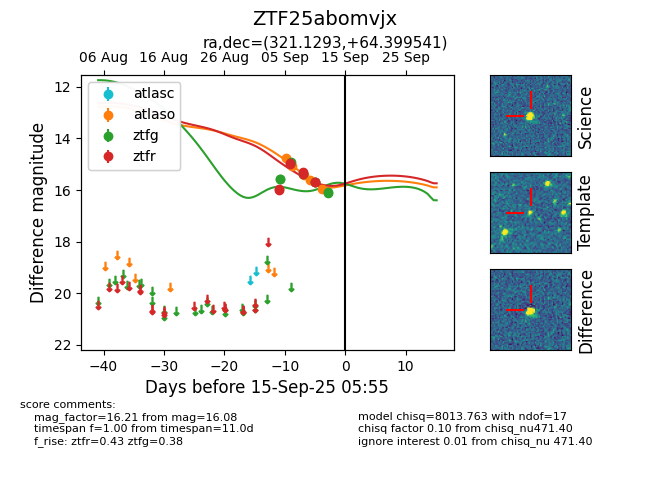 ZTF25abomvjx
ra,dec=(321.1293,+64.399541)
06 Aug 16 Aug 26 Aug 05 Sep 15 Sep 25 Sep
atlasc
atlaso
ztfg
ztfr
12
14
16
18
20
22
Difference magnitude
−40 −30 −20 −10 0 10
Days before 15-Sep-25 05:55
Science
Template
Difference
score comments:
mag_factor=16.21 from mag=16.08
timespan f=1.00 from timespan=11.0d
f_rise: ztfr=0.43 ztfg=0.38
model chisq=8013.763 with ndof=17
chisq factor 0.10 from chisq_nu471.40
ignore interest 0.01 from chisq_nu 471.40